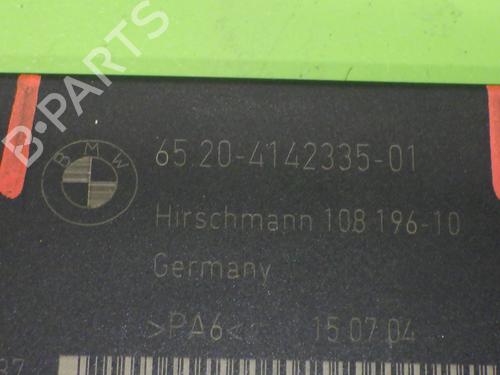 B-PARTS
BMW
65.20-4142335-01
Hirschmann 108 196-10
Germany
>PA6< 15 07 04